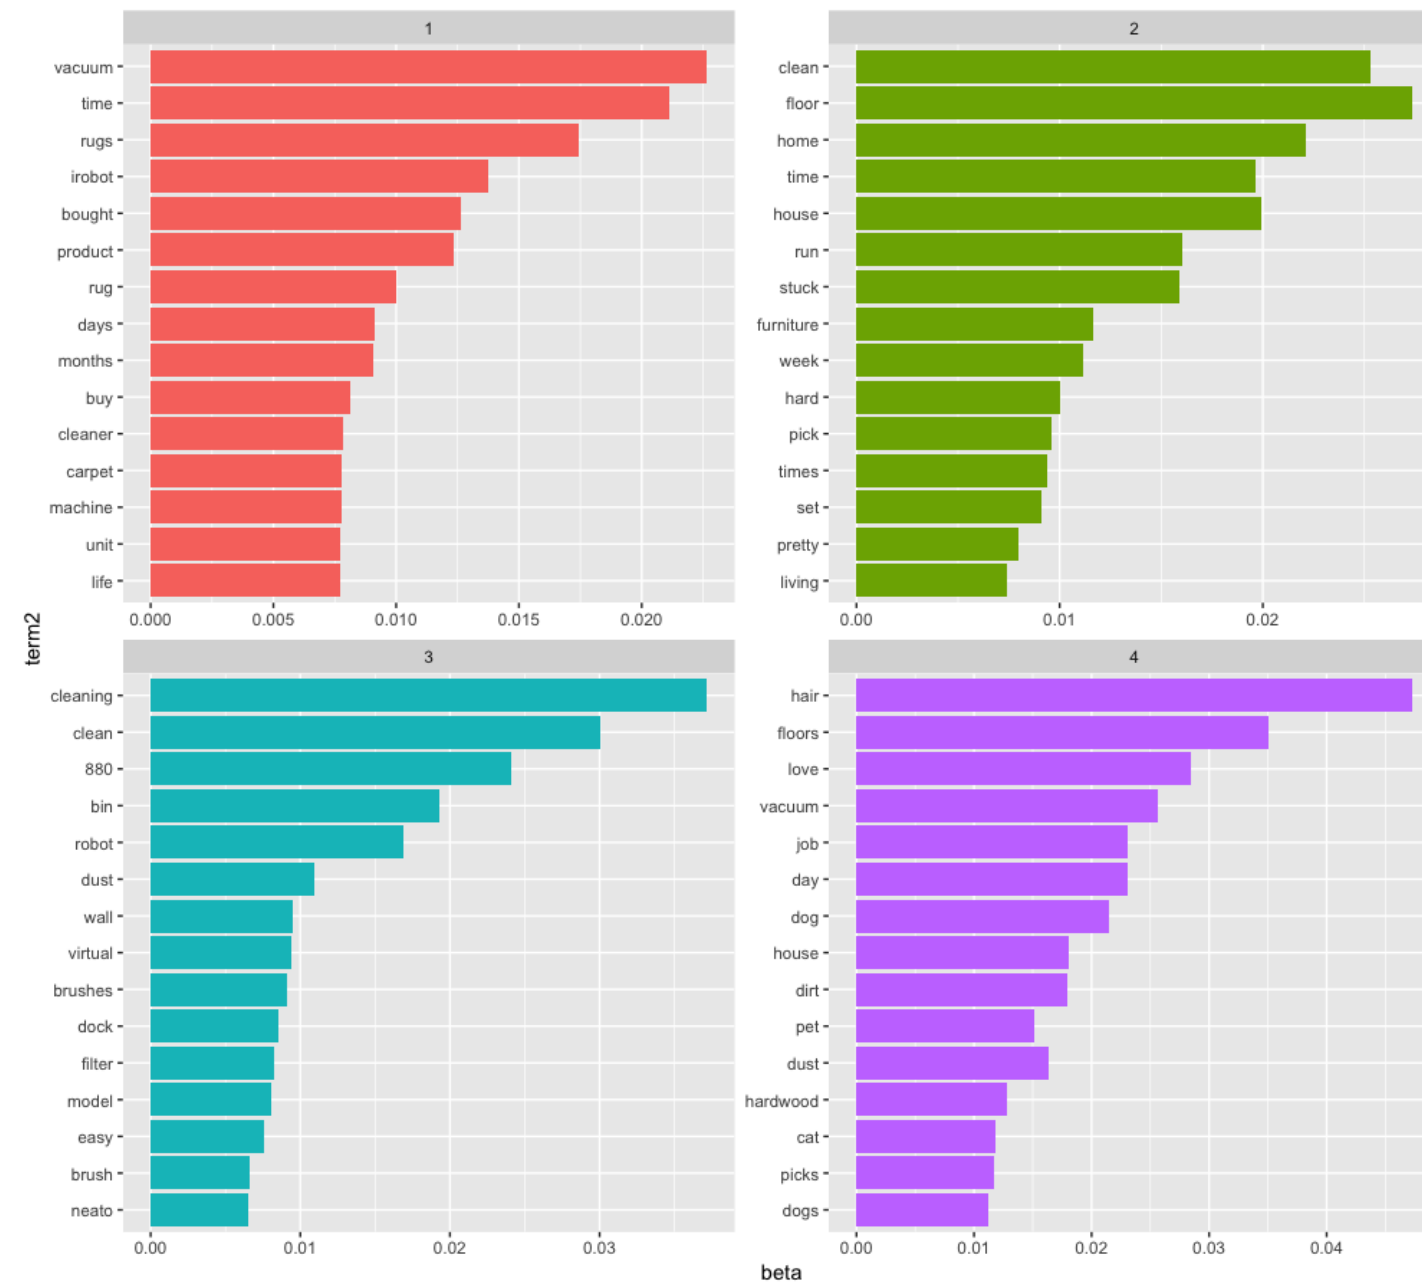 1
vacuum
time
rugs
irobot
bought
product
rug
days
months
buy
cleaner
carpet
machine
unit
life
0.000 0.005 0.010 0.015 0.020
2
clean
floor
home
time
house
run
stuck
furniture
week
hard
pick
times
set
pretty
living
0.00 0.01 0.02
term2
3
cleaning
clean
880
bin
robot
dust
wall
virtual
brushes
dock
filter
model
easy
brush
neato
0.00 0.01 0.02 0.03
4
hair
floors
love
vacuum
job
day
dog
house
dirt
pet
dust
hardwood
cat
picks
dogs
0.00 0.01 0.02 0.03 0.04
beta